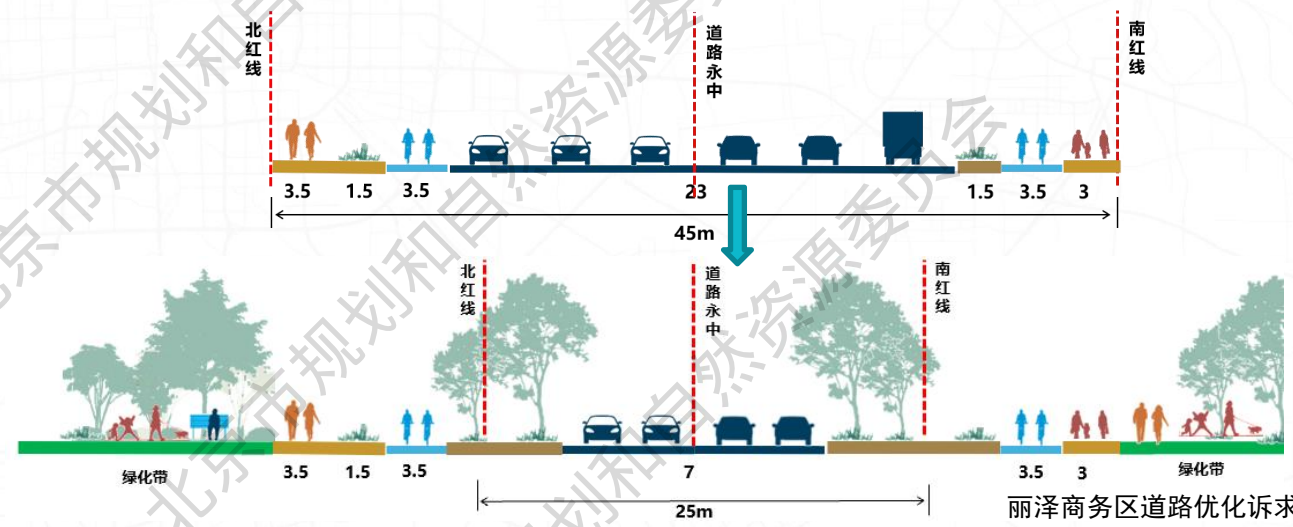 北红线
道路永中
南红线
3.5 1.5 3.5 23 1.5 3.5 3
45m
北红线
道路永中
南红线
绿化带 3.5 1.5 3.5 7 3.5 3 绿化带
25m
丽泽商务区道路优化诉求
北京市规划和自然资源委员会
北京市规划和自然资源委员会